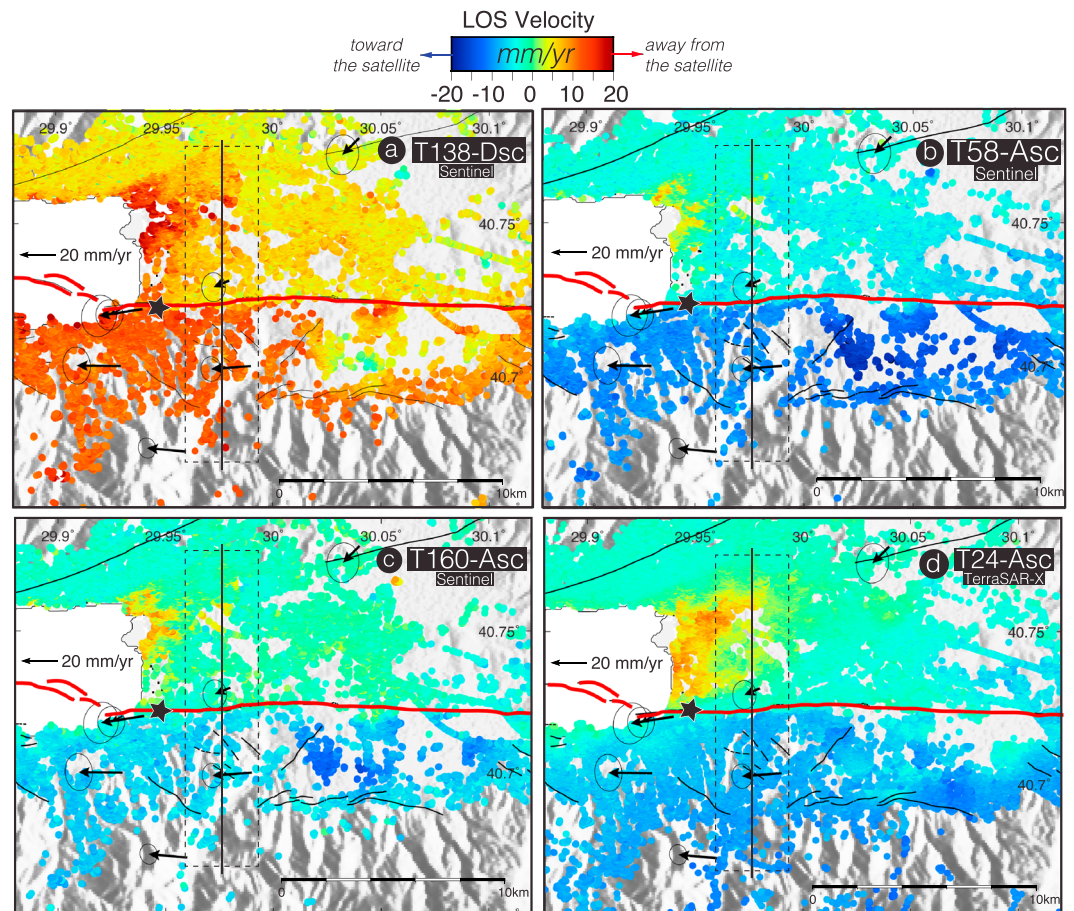 LOS Velocity
toward
the satellite
mm/yr
away from
the satellite
-20 -10 0 10 20
29.9˚ 29.95˚ 30˚ 30.05˚ 30.1˚
a T138-Dsc
Sentinel
40.75˚
20 mm/yr
40.7˚
0 10km
29.9˚ 29.95˚ 30˚ 30.05˚ 30.1˚
b T58-Asc
Sentinel
40.75˚
20 mm/yr
40.7˚
0 10km
29.9˚ 29.95˚ 30˚ 30.05˚ 30.1˚
c T160-Asc
Sentinel
40.75˚
20 mm/yr
40.7˚
0 10km
29.9˚ 29.95˚ 30˚ 30.05˚ 30.1˚
d T24-Asc
TerraSAR-X
40.75˚
20 mm/yr
40.7˚
0 10km